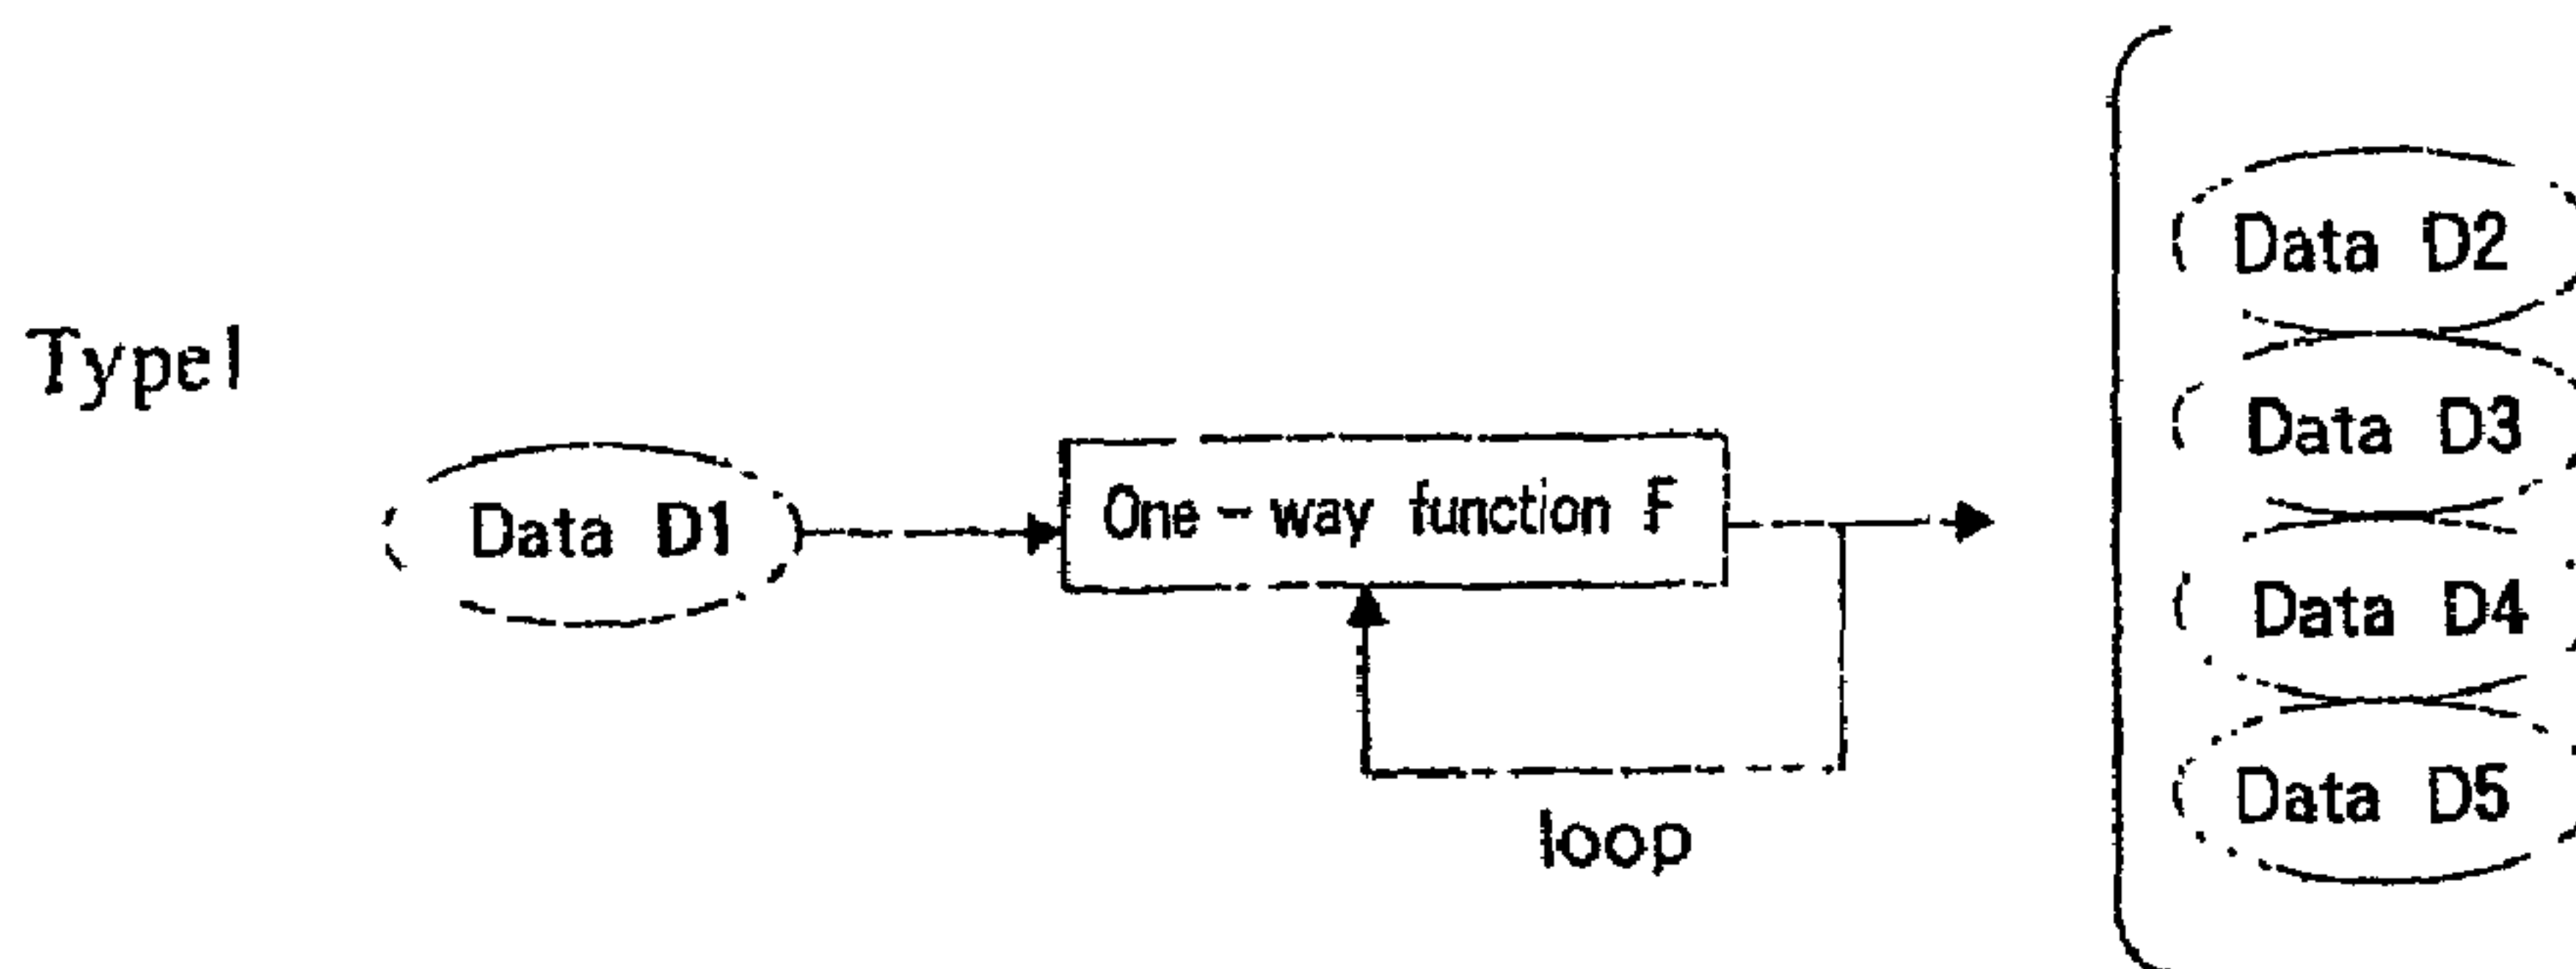 Type1
Data D1
One-way function F
loop
Data D2
Data D3
Data D4
Data D5